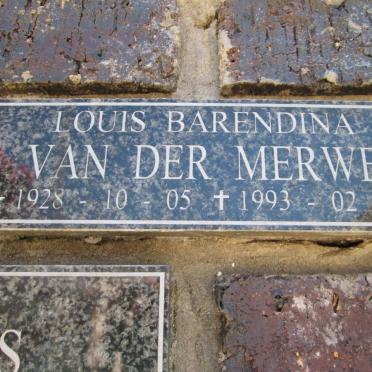 LOUIS BARENDINA
VAN DER MERWE
1928 - 10 - 05 ✝ 1993 - 02
S